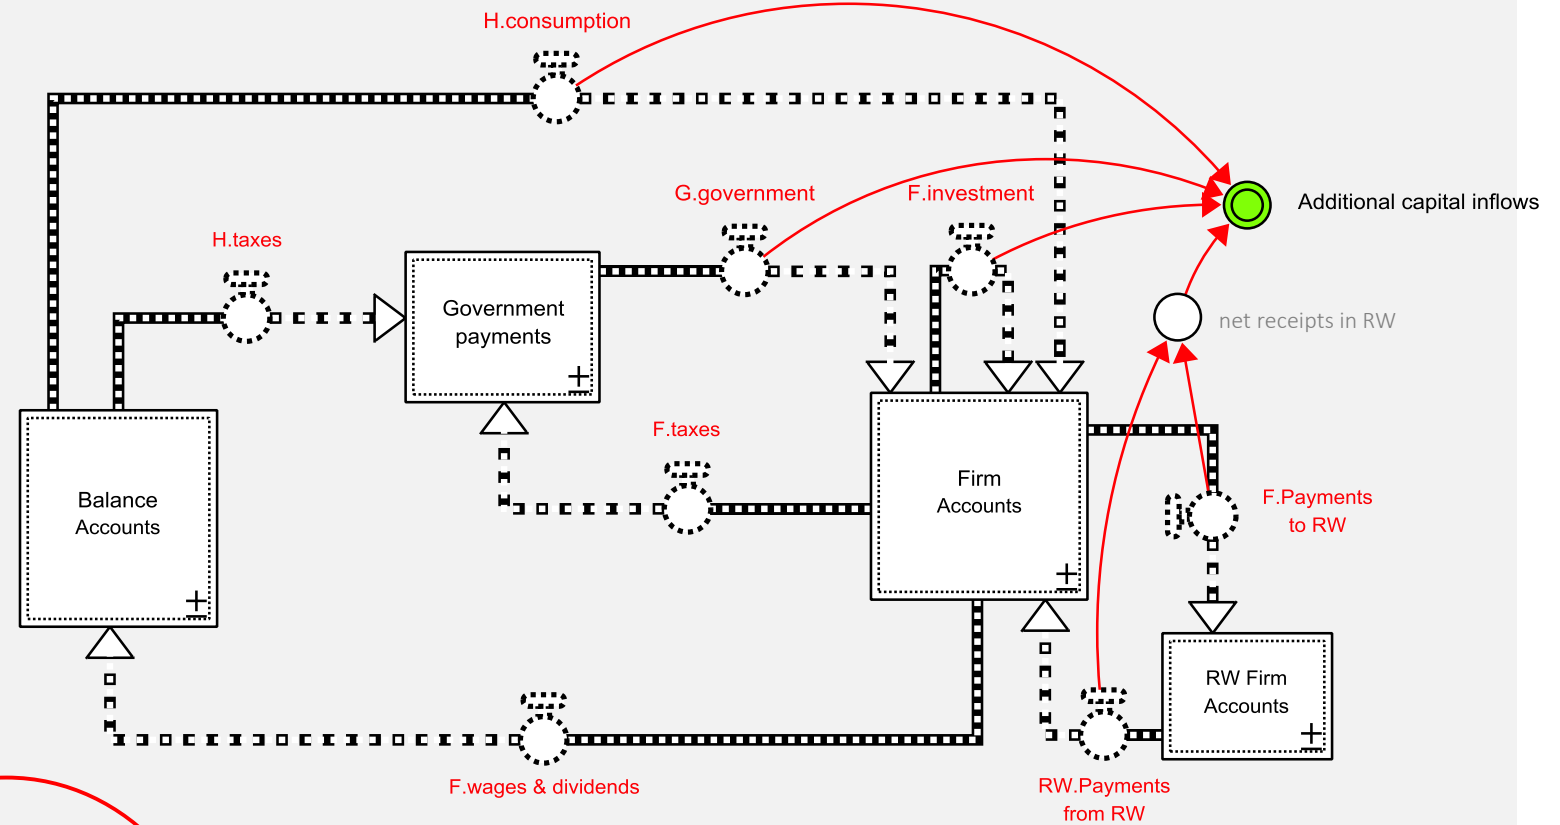 H.consumption
G.government
F.investment
Additional capital inflows
H.taxes
Government
payments
net receipts in RW
F.taxes
Balance
Accounts
Firm
Accounts
F.Payments
to RW
RW Firm
Accounts
F.wages & dividends
RW.Payments
from RW